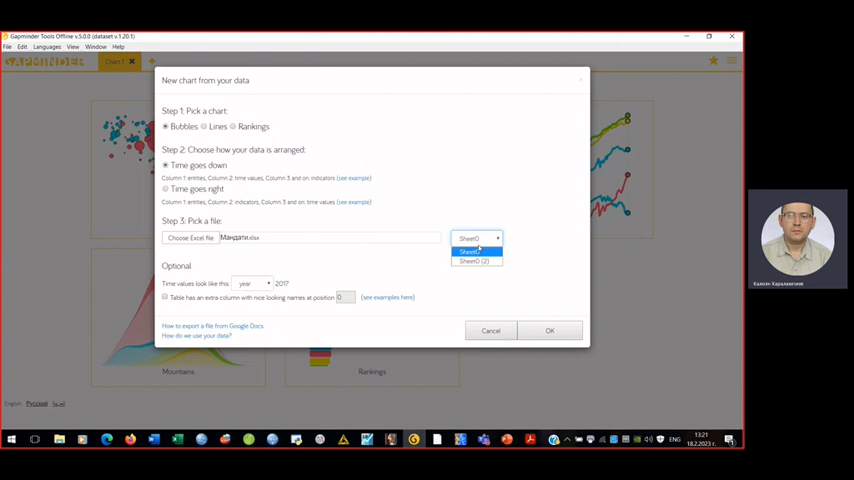 Gapminder Tools Offline v.5.0.0 (dataset v.1.20.1)
File Edit Languages View Window Help
GAPMINDER
Chart 1
New chart from your data
Step 1: Pick a chart:
Bubbles Lines Rankings
Step 2: Choose how your data is arranged:
Time goes down
Column 1: entities, Column 2: time values, Column 3 and on: indicators (see example)
Time goes right
Column 1: entities, Column 2: indicators, Column 3 and on: time values (see example)
Step 3: Pick a file:
Choose Excel file Мандати.xlsx Sheet0
Sheet0
Sheet0 (2)
Optional
Time values look like this: year 2017
Table has an extra column with nice looking names at position 0 (see examples here)
How to export a file from Google Docs
How do we use your data?
Cancel OK
Mountains Rankings
English Русский
Калоян Харалампиев
ENG 13:21
18.2.2023 г.